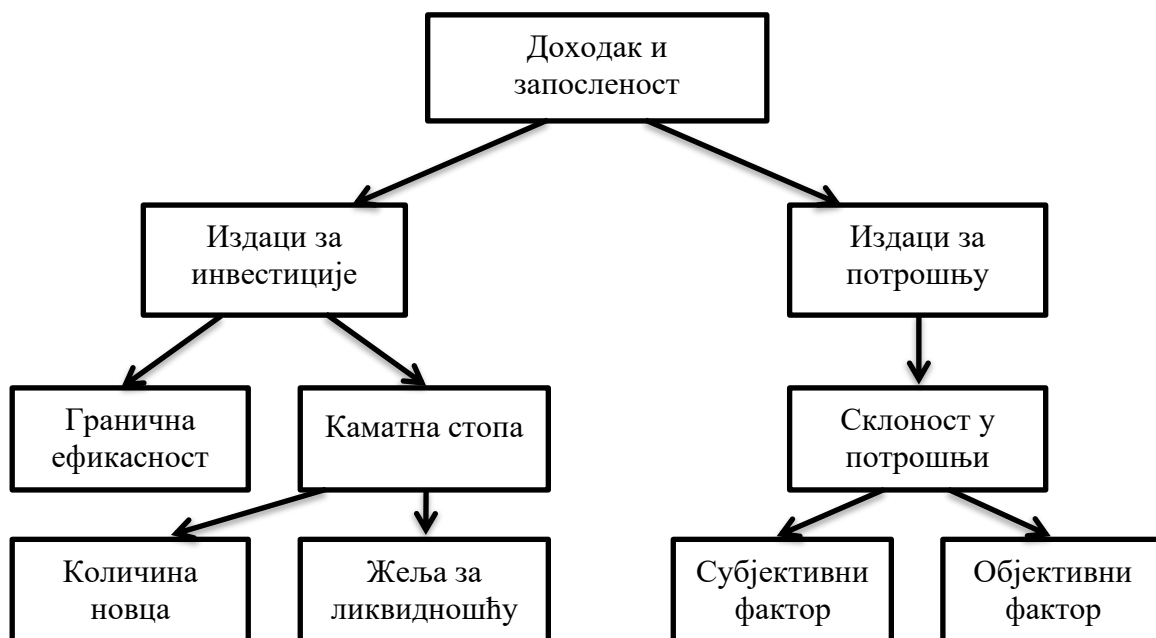 Доходак и
запосленост
Издаци за
инвестиције
Издаци за
потрошњу
Гранична
ефикасност
Каматна стопа
Склоност у
потрошњи
Количина
новца
Жеља за
ликвидношћу
Субјективни
фактор
Објективни
фактор